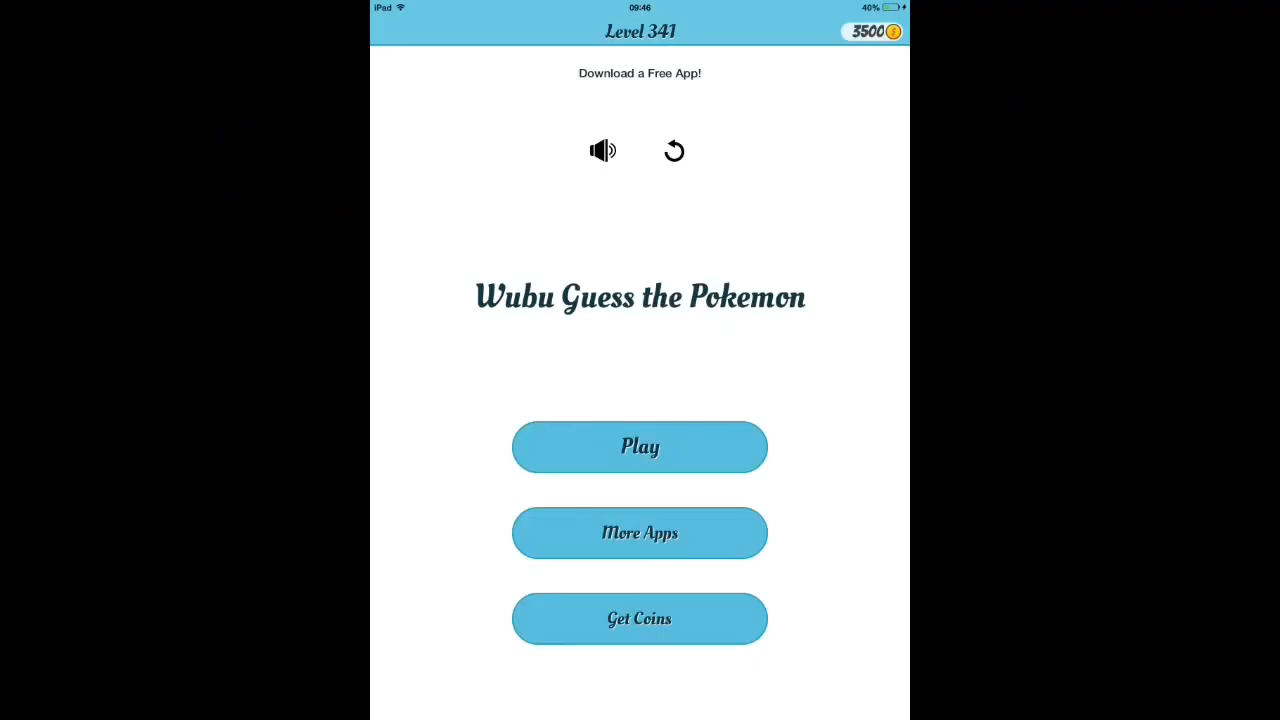 iPad 09:46 40%
Level 341 3500
Download a Free App!
Wubu Guess the Pokemon
Play
More Apps
Get Coins